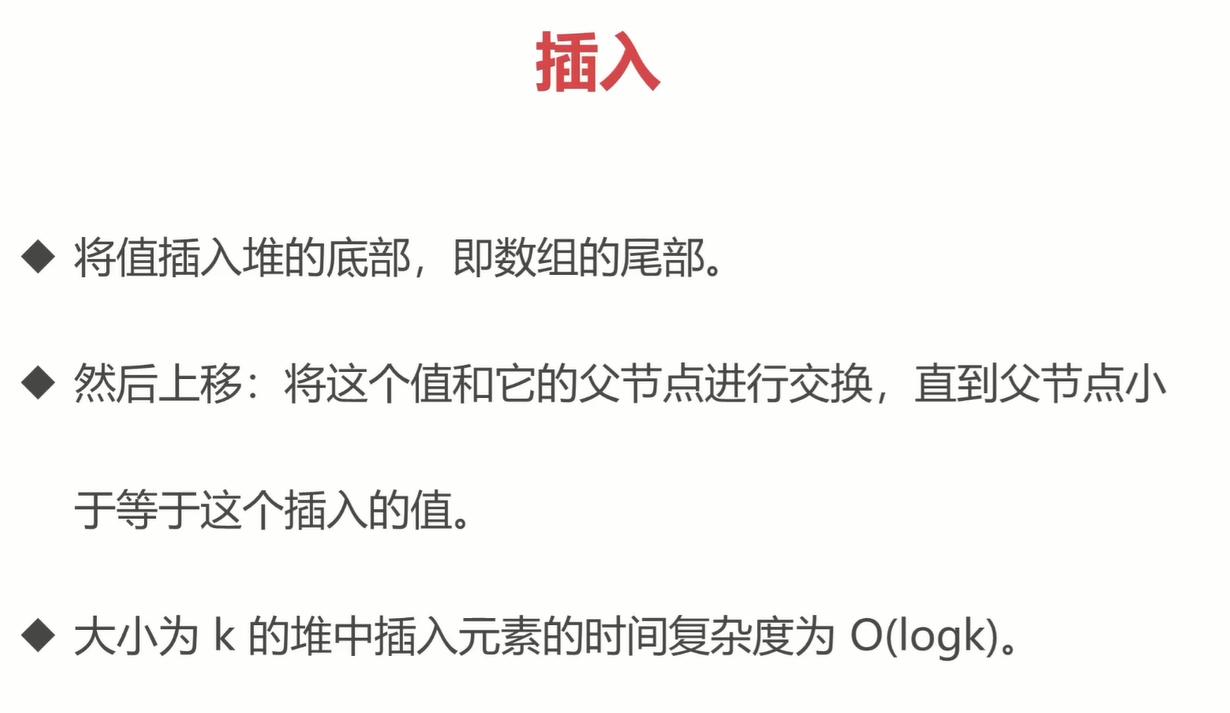 插入
◆ 将值插入堆的底部，即数组的尾部。
◆ 然后上移：将这个值和它的父节点进行交换，直到父节点小
于等于这个插入的值。
◆ 大小为 k 的堆中插入元素的时间复杂度为 O(logk)。